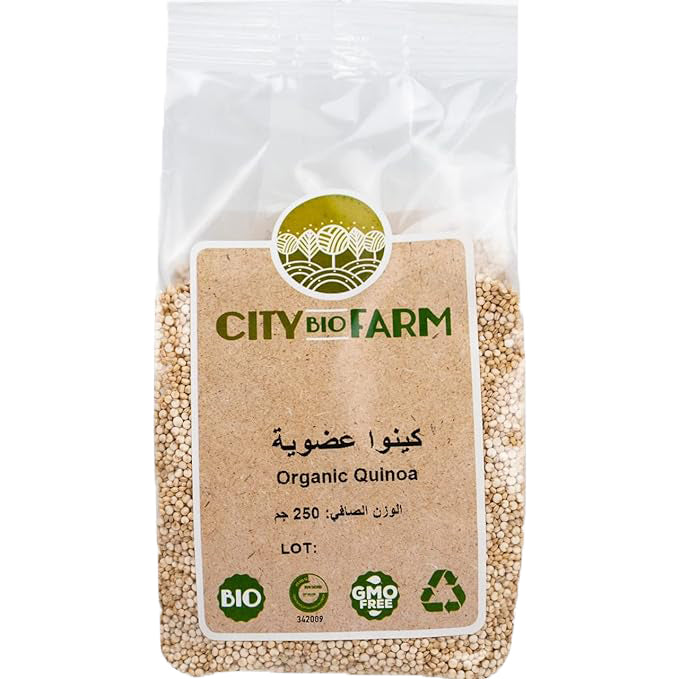 CITY BIO FARM
كينوا عضوية
Organic Quinoa
الوزن الصافي: 250 جم
LOT:
BIO
342009
GMO
FREE